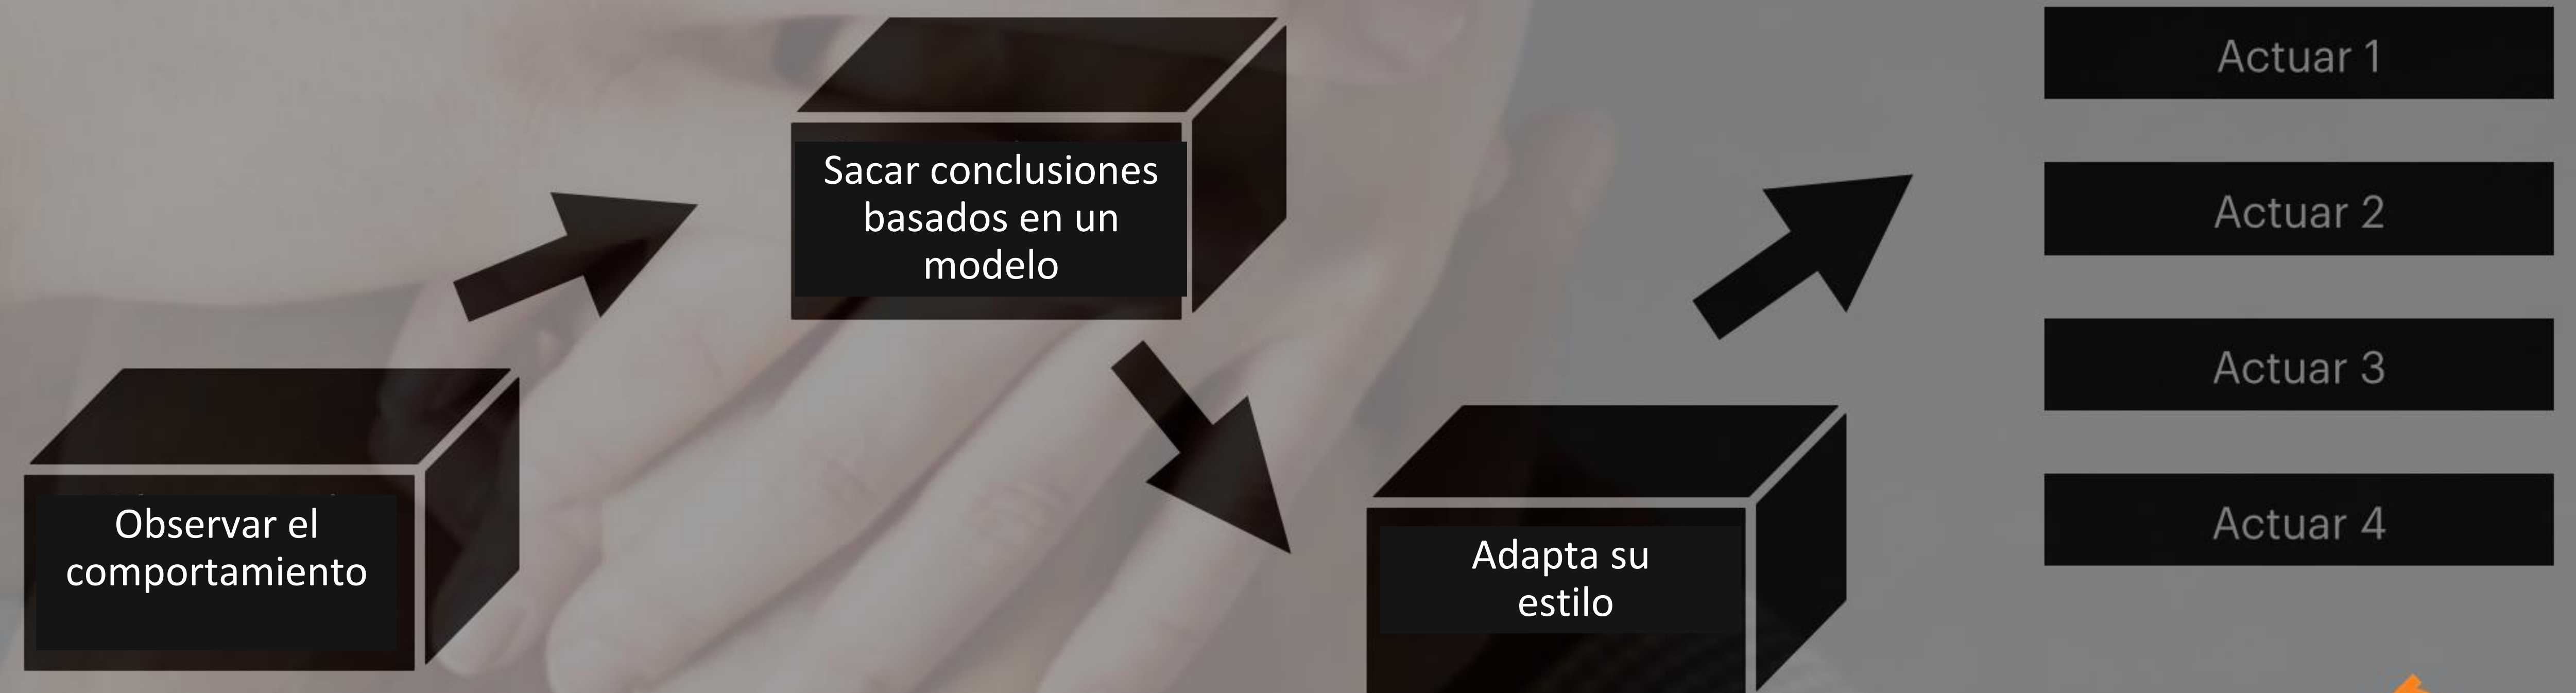 Sacar conclusiones
basados en un
modelo
Observar el
comportamiento
Adapta su
estilo
Actuar 1
Actuar 2
Actuar 3
Actuar 4